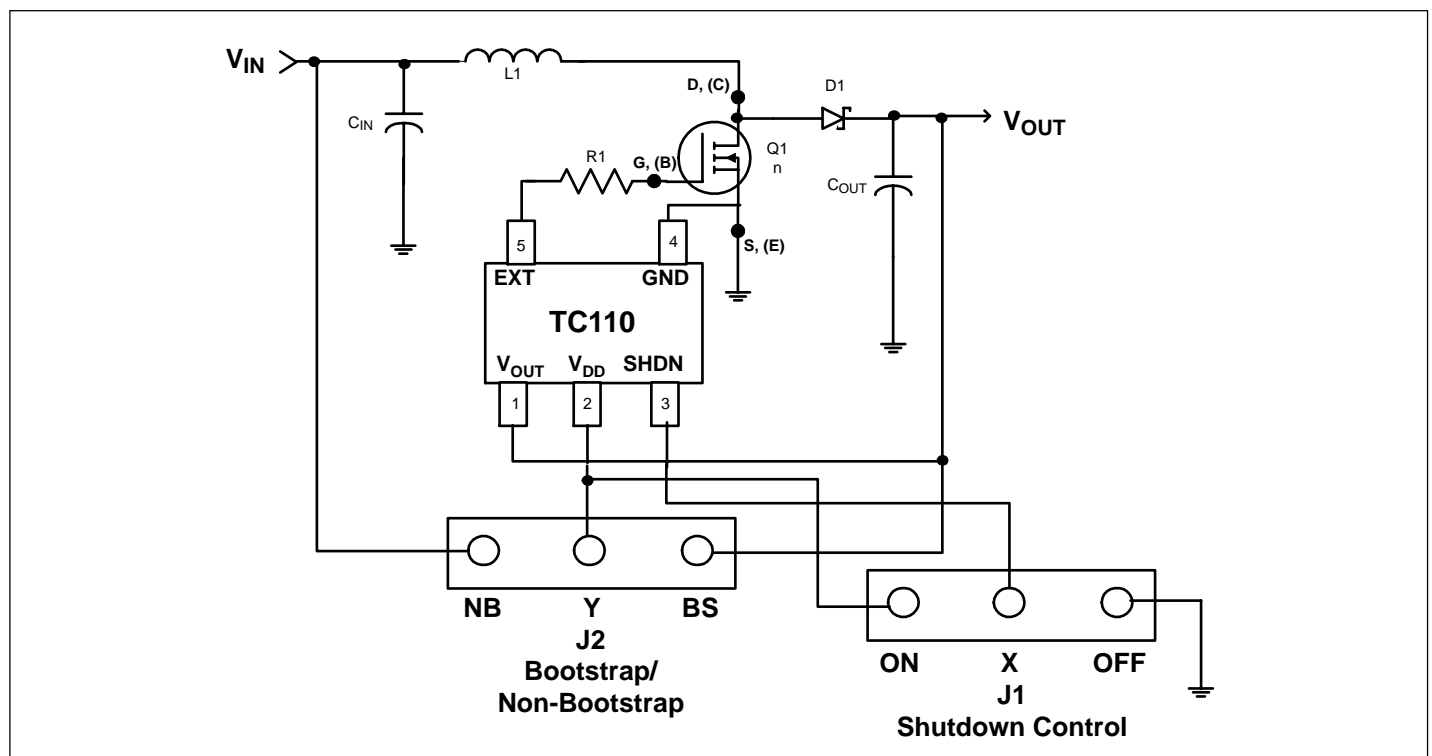 VIN
L1
D, (C)
D1
VOUT
CIN
Q1
n
R1
G, (B)
COUT
S, (E)
5
4
EXT
GND
TC110
VOUT
VDD
SHDN
1
2
3
NB
Y
BS
J2
Bootstrap/
Non-Bootstrap
ON
X
OFF
J1
Shutdown Control